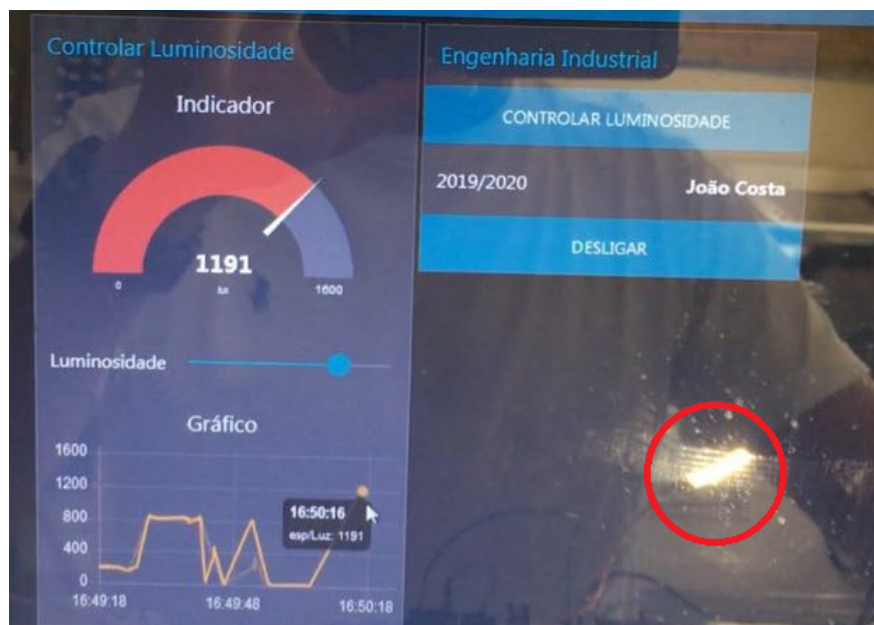 Controlar Luminosidade
Indicador
1191
lux
0
1600
Luminosidade
Gráfico
1600
1200
800
400
0
16:50:16
esp/Luz: 1191
16:49:18
16:49:48
16:50:18
Engenharia Industrial
CONTROLAR LUMINOSIDADE
2019/2020
João Costa
DESLIGAR